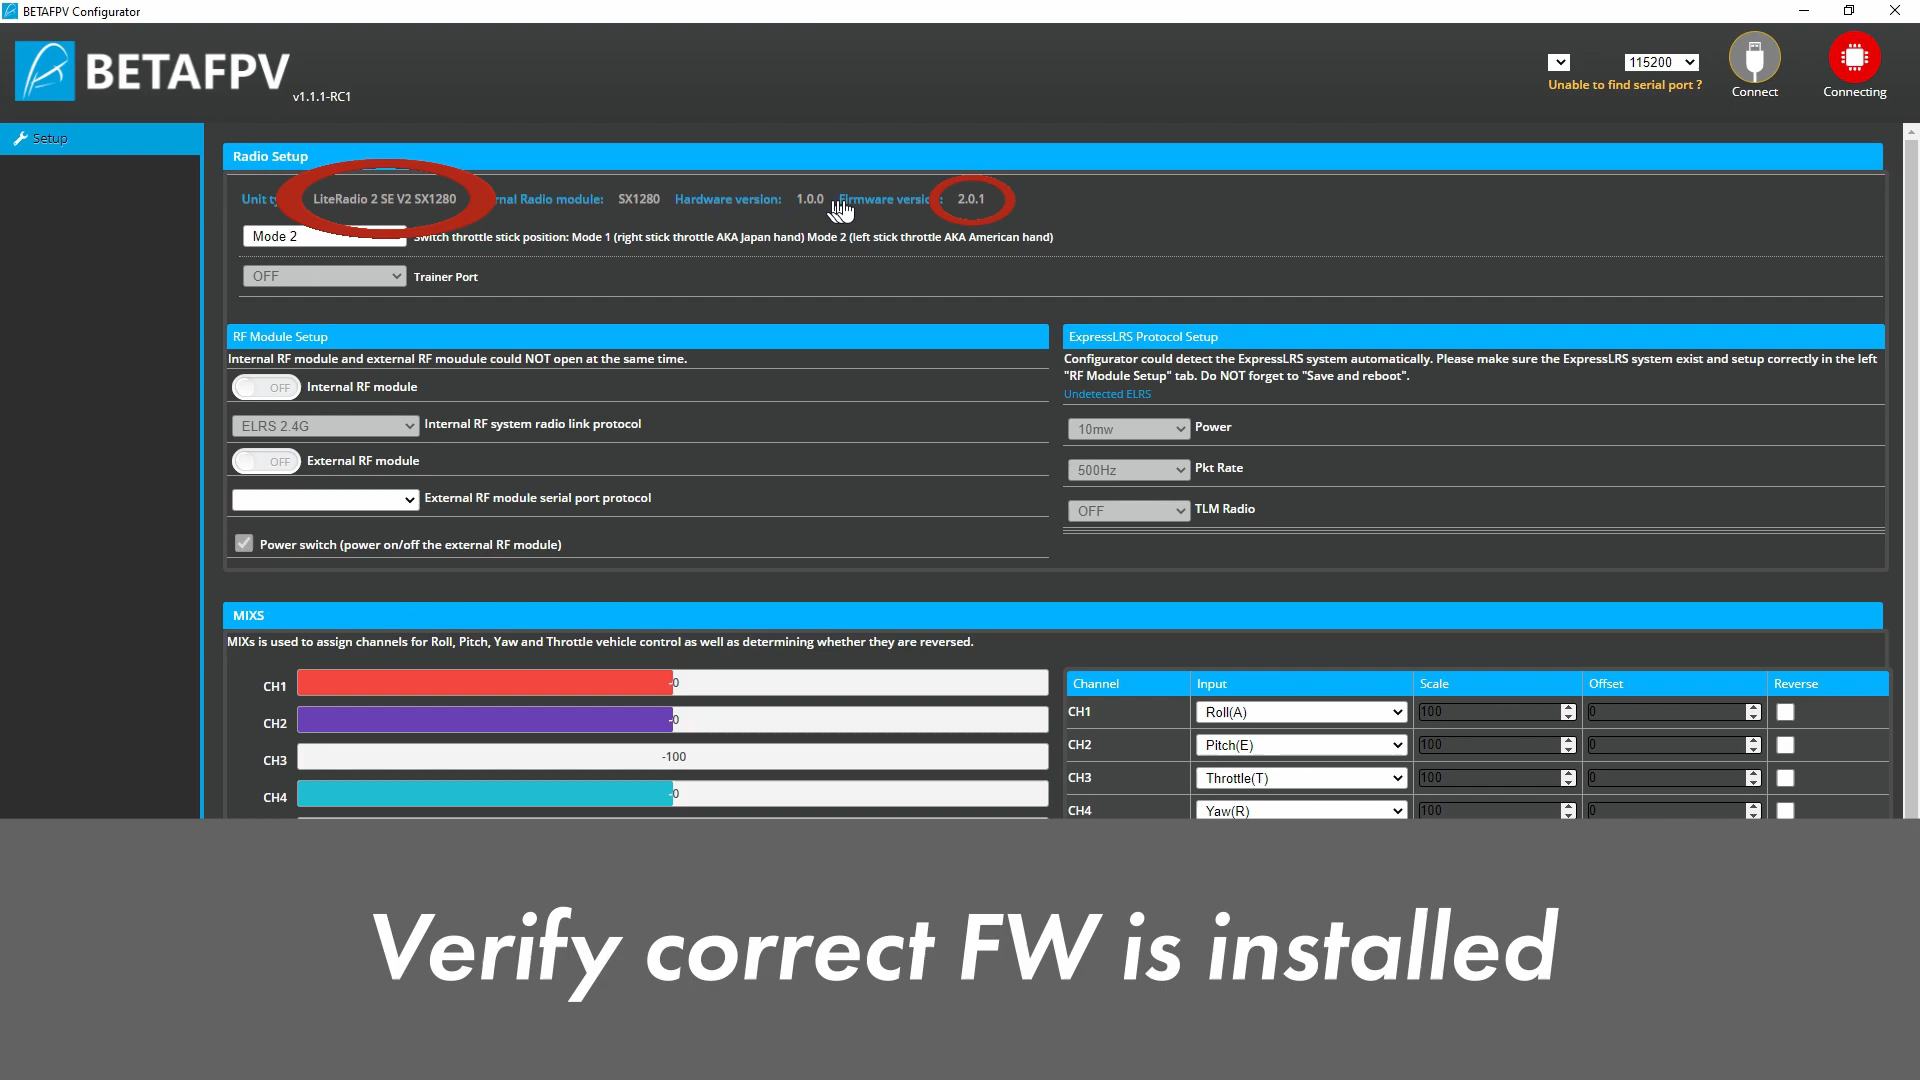 BETAFPV Configurator
BETAFPV
v1.1.1-RC1
115200
Unable to find serial port ?
Connect
Connecting
Setup
Radio Setup
Unit ty LiteRadio 2 SE V2 SX1280 rnal Radio module: SX1280 Hardware version: 1.0.0 Firmware versio : 2.0.1
Mode 2 Switch throttle stick position: Mode 1 (right stick throttle AKA Japan hand) Mode 2 (left stick throttle AKA American hand)
OFF Trainer Port
RF Module Setup
Internal RF module and external RF moudule could NOT open at the same time.
OFF Internal RF module
ELRS 2.4G Internal RF system radio link protocol
OFF External RF module
External RF module serial port protocol
Power switch (power on/off the external RF module)
ExpressLRS Protocol Setup
Configurator could detect the ExpressLRS system automatically. Please make sure the ExpressLRS system exist and setup correctly in the left
"RF Module Setup" tab. Do NOT forget to "Save and reboot".
Undetected ELRS
10mw Power
500Hz Pkt Rate
OFF TLM Radio
MIXS
MIXs is used to assign channels for Roll, Pitch, Yaw and Throttle vehicle control as well as determining whether they are reversed.
CH1 -0
CH2 -0
CH3 -100
CH4 -0
Channel Input Scale Offset Reverse
CH1 Roll(A) 100 0
CH2 Pitch(E) 100 0
CH3 Throttle(T) 100 0
CH4 Yaw(R) 100 0
Verify correct FW is installed